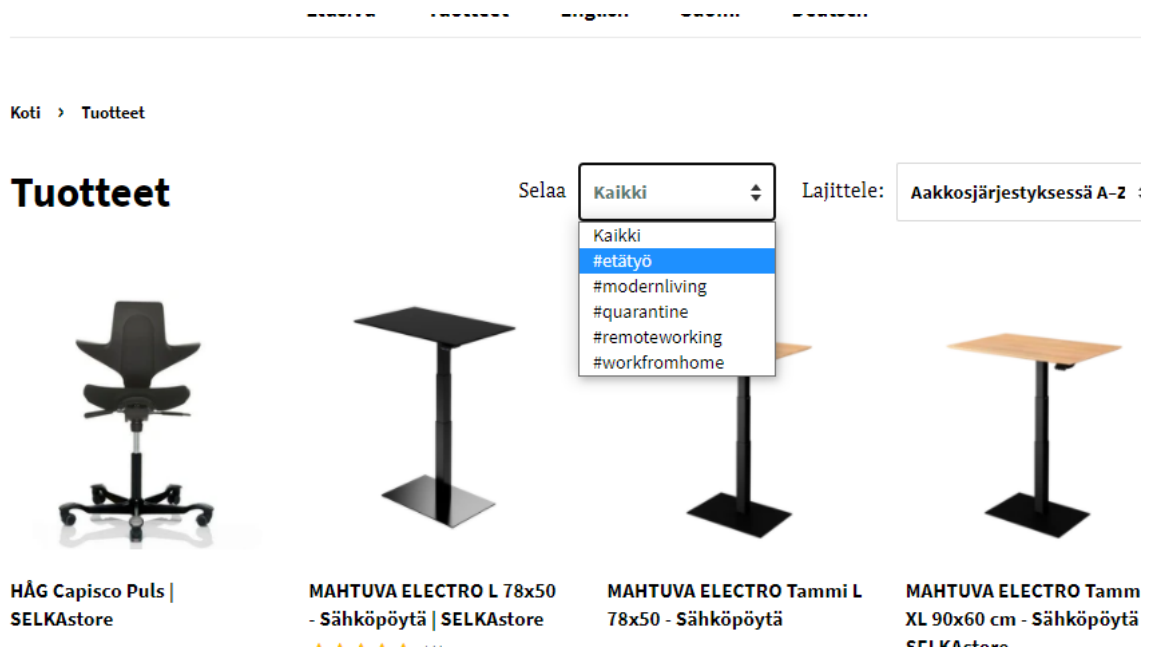 Koti › Tuotteet
Tuotteet
Selaa Kaikki Lajittele: Aakkosjärjestyksessä A–Z
Kaikki
#etätyö
#modernliving
#quarantine
#remoteworking
#workfromhome
HÅG Capisco Puls |
SELKAstore
MAHTUVA ELECTRO L 78x50
- Sähköpöytä | SELKAstore
MAHTUVA ELECTRO Tammi L
78x50 - Sähköpöytä
MAHTUVA ELECTRO Tamm
XL 90x60 cm - Sähköpöytä